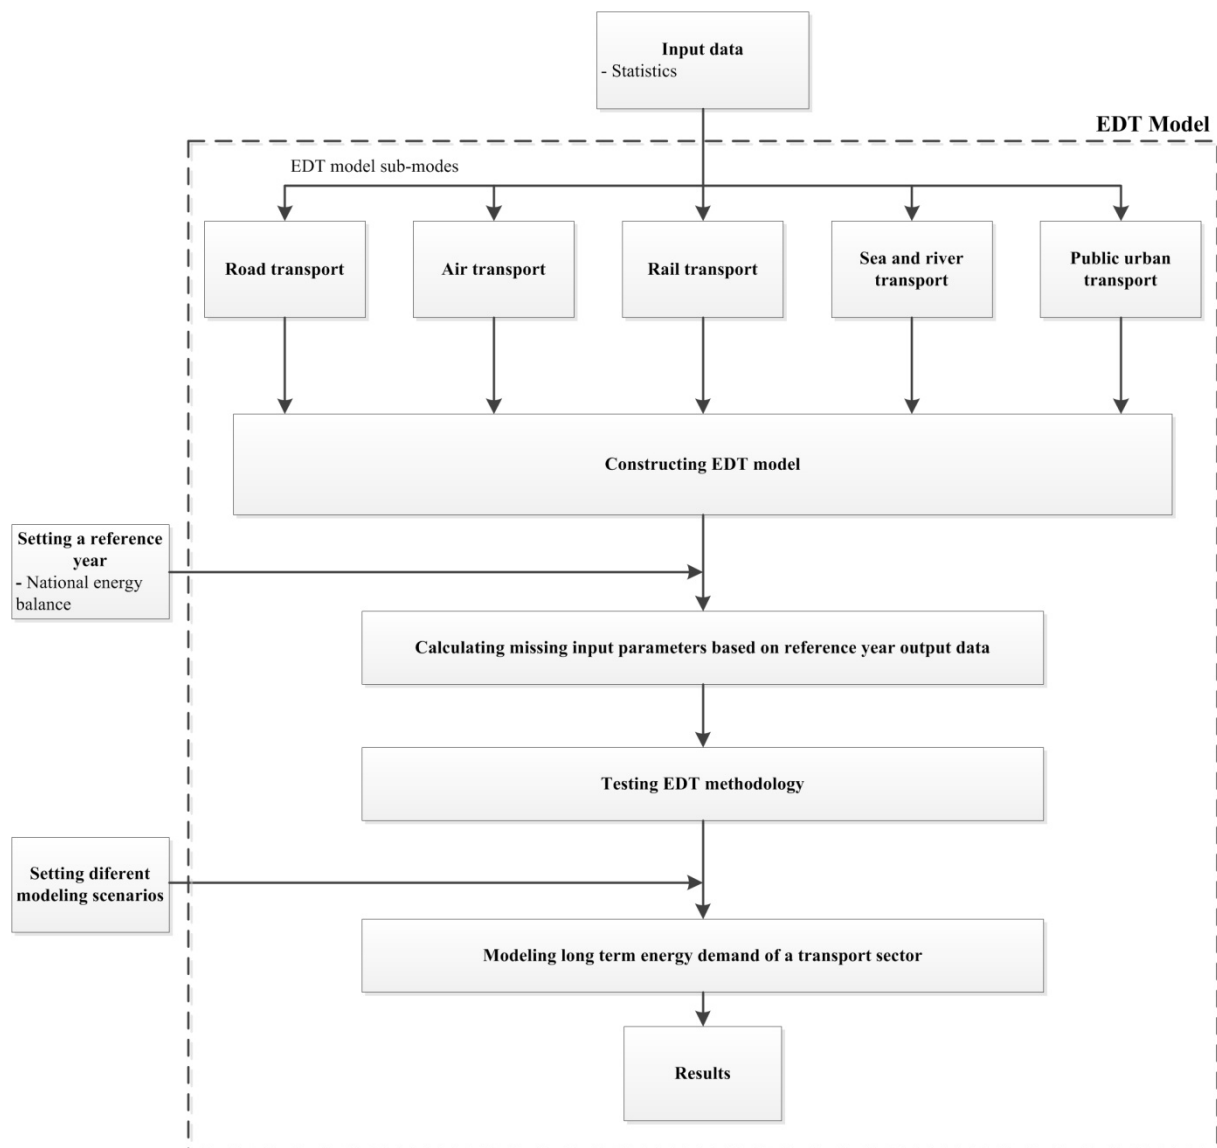 Input data
- Statistics
EDT Model
EDT model sub-modes
Road transport
Air transport
Rail transport
Sea and river
transport
Public urban
transport
Constructing EDT model
Setting a reference
year
- National energy
balance
Calculating missing input parameters based on reference year output data
Testing EDT methodology
Setting diferent
modeling scenarios
Modeling long term energy demand of a transport sector
Results